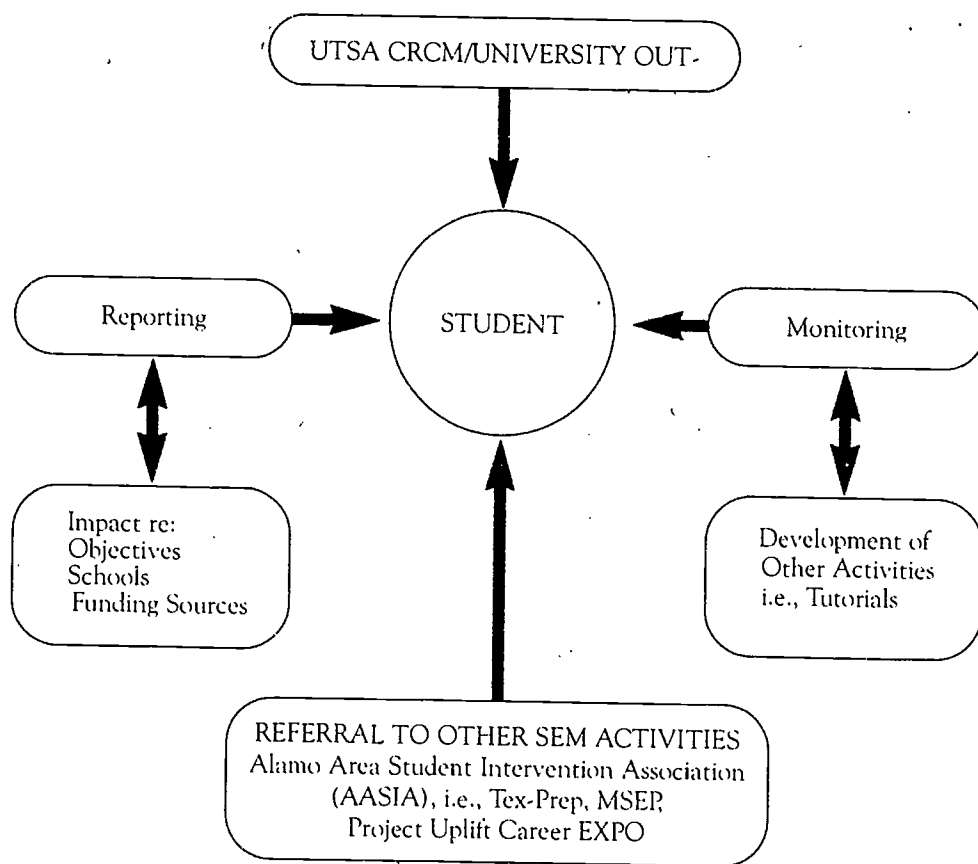 UTSA CRCM/UNIVERSITY OUT-
Reporting
STUDENT
Monitoring
Impact re:
Objectives
Schools
Funding Sources
Development of
Other Activities
i.e., Tutorials
REFERRAL TO OTHER SEM ACTIVITIES
Alamo Area Student Intervention Association
(AASIA), i.e., Tex-Prep, MSEP,
Project Uplift Career EXPO